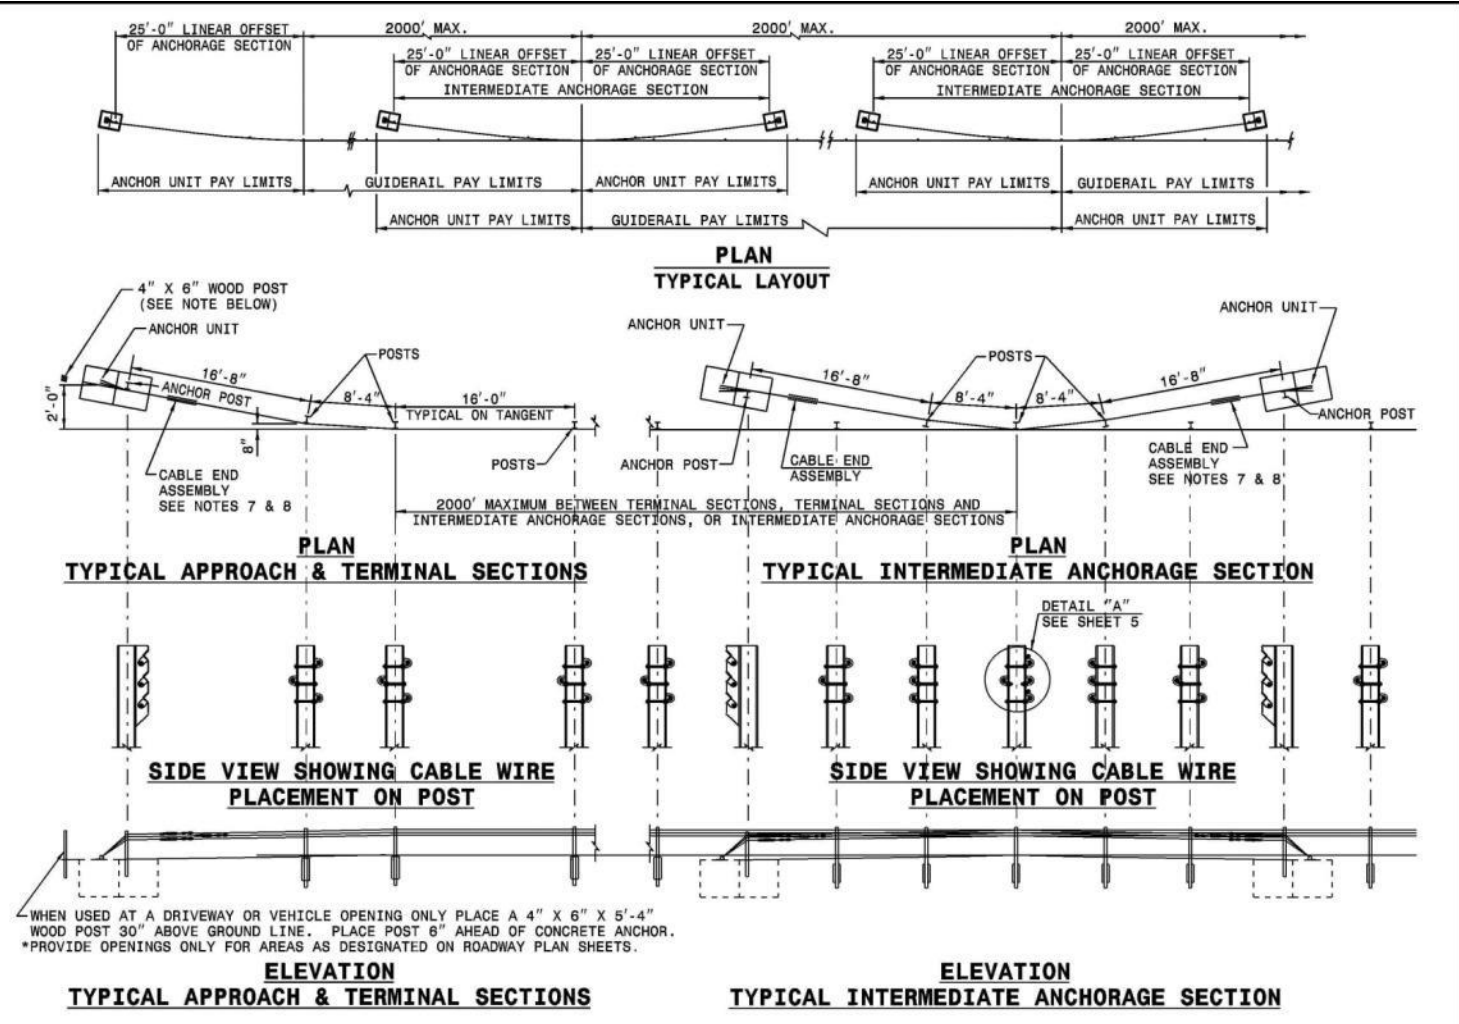 25'-0" LINEAR OFFSET
OF ANCHORAGE SECTION
2000' MAX.
2000' MAX.
2000' MAX.
25'-0" LINEAR OFFSET
OF ANCHORAGE SECTION
25'-0" LINEAR OFFSET
OF ANCHORAGE SECTION
25'-0" LINEAR OFFSET
OF ANCHORAGE SECTION
25'-0" LINEAR OFFSET
OF ANCHORAGE SECTION
INTERMEDIATE ANCHORAGE SECTION
INTERMEDIATE ANCHORAGE SECTION
ANCHOR UNIT PAY LIMITS
GUIDERAIL PAY LIMITS
ANCHOR UNIT PAY LIMITS
ANCHOR UNIT PAY LIMITS
GUIDERAIL PAY LIMITS
ANCHOR UNIT PAY LIMITS
GUIDERAIL PAY LIMITS
ANCHOR UNIT PAY LIMITS
PLAN
TYPICAL LAYOUT
4" X 6" WOOD POST
(SEE NOTE BELOW)
ANCHOR UNIT
POSTS
16'-8"
ANCHOR POST
8'-4"
16'-0"
TYPICAL ON TANGENT
2'-0"
8"
CABLE END
ASSEMBLY
SEE NOTES 7 & 8
POSTS
ANCHOR UNIT
ANCHOR UNIT
POSTS
16'-8"
8'-4"
8'-4"
16'-8"
ANCHOR POST
ANCHOR POST
CABLE END
ASSEMBLY
CABLE END
ASSEMBLY
SEE NOTES 7 & 8
2000' MAXIMUM BETWEEN TERMINAL SECTIONS, TERMINAL SECTIONS AND
INTERMEDIATE ANCHORAGE SECTIONS, OR INTERMEDIATE ANCHORAGE SECTIONS
PLAN
TYPICAL APPROACH & TERMINAL SECTIONS
PLAN
TYPICAL INTERMEDIATE ANCHORAGE SECTION
DETAIL "A"
SEE SHEET 5
SIDE VIEW SHOWING CABLE WIRE
PLACEMENT ON POST
SIDE VIEW SHOWING CABLE WIRE
PLACEMENT ON POST
WHEN USED AT A DRIVEWAY OR VEHICLE OPENING ONLY PLACE A 4" X 6" X 5'-4"
WOOD POST 30" ABOVE GROUND LINE. PLACE POST 6" AHEAD OF CONCRETE ANCHOR.
*PROVIDE OPENINGS ONLY FOR AREAS AS DESIGNATED ON ROADWAY PLAN SHEETS.
ELEVATION
TYPICAL APPROACH & TERMINAL SECTIONS
ELEVATION
TYPICAL INTERMEDIATE ANCHORAGE SECTION